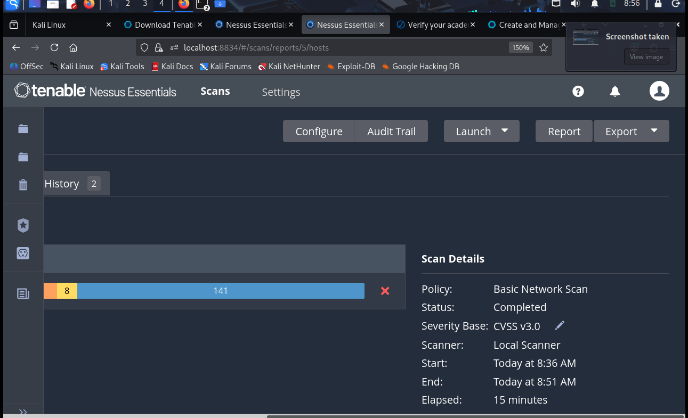 1 2 3 4 8:56
Kali Linux Download Tenabl Nessus Essentials Nessus Essential Verify your acade Create and Mana
Screenshot taken
View image
localhost:8834/#/scans/reports/5/hosts 150%
OffSec Kali Linux Kali Tools Kali Docs Kali Forums Kali NetHunter Exploit-DB Google Hacking DB
tenable Nessus Essentials Scans Settings
Configure Audit Trail Launch Report Export
History 2
Scan Details
8 141
Policy: Basic Network Scan
Status: Completed
Severity Base: CVSS v3.0
Scanner: Local Scanner
Start: Today at 8:36 AM
End: Today at 8:51 AM
Elapsed: 15 minutes